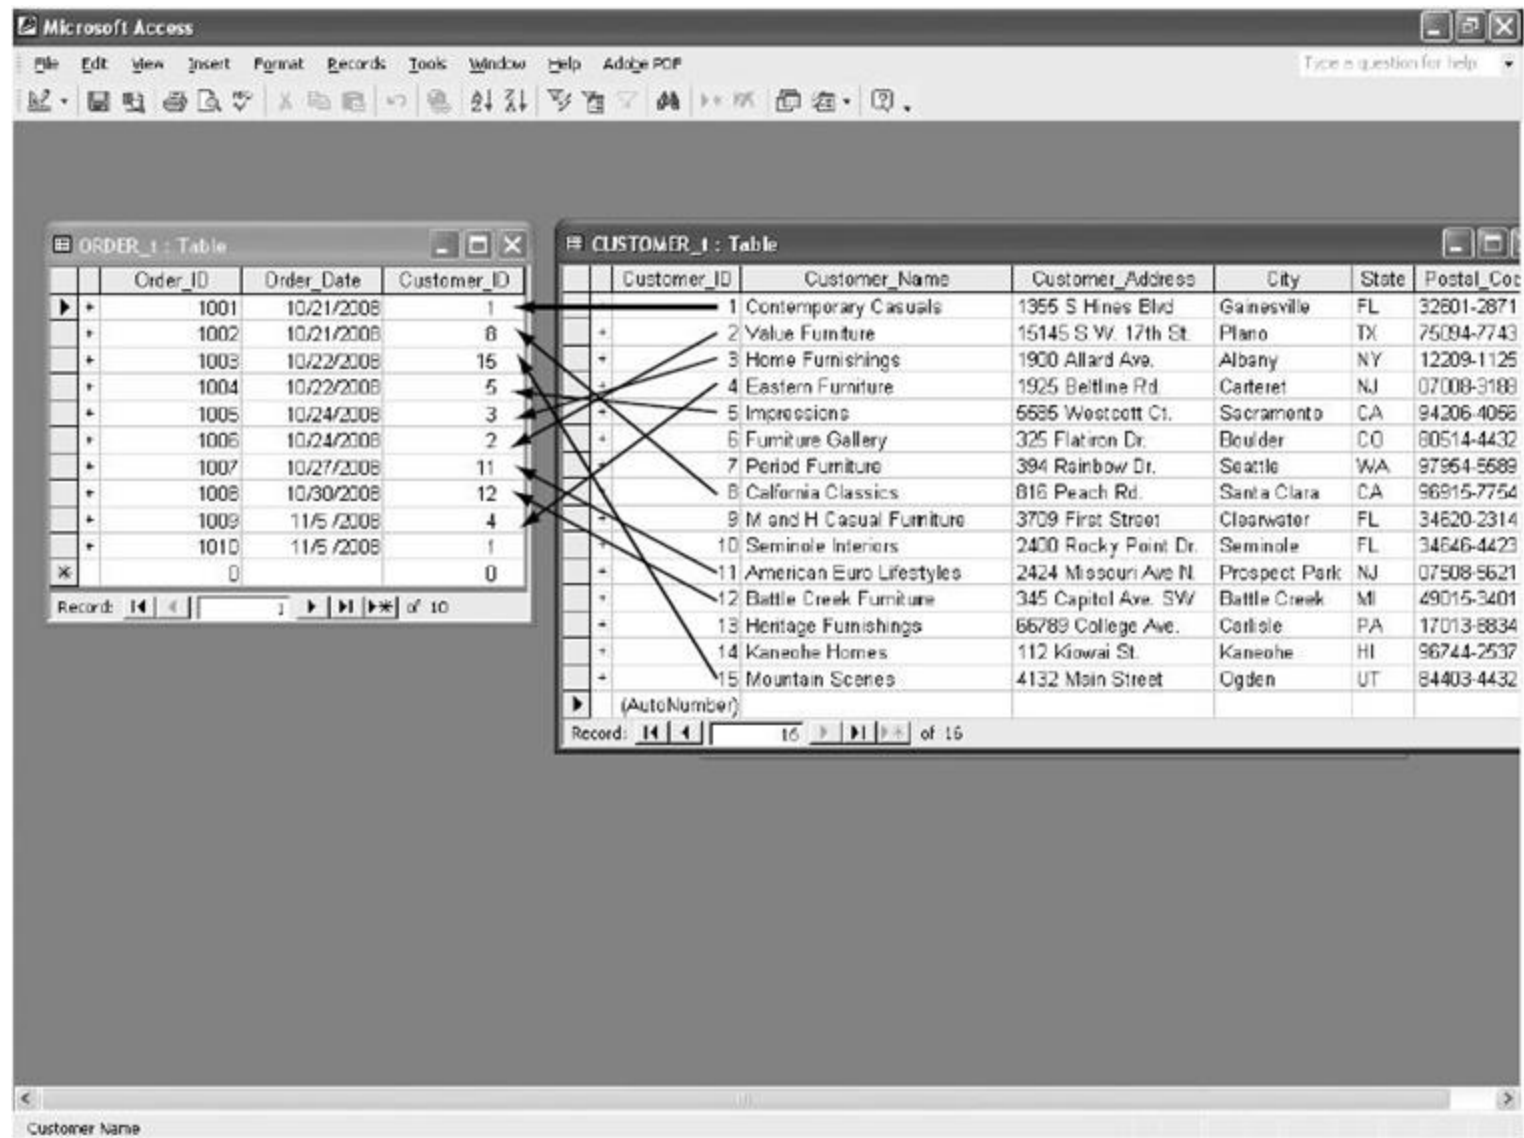 Microsoft Access
File Edit View Insert Format Records Tools Window Help Adobe PDF Type a question for help
ORDER_t : Table
Order_ID Order_Date Customer_ID
1001 10/21/2008 1
1002 10/21/2008 8
1003 10/22/2008 15
1004 10/22/2008 5
1005 10/24/2008 3
1006 10/24/2008 2
1007 10/27/2008 11
1008 10/30/2008 12
1009 11/5 /2008 4
1010 11/5 /2008 1
0 0
Record: 1 of 10
CUSTOMER_t : Table
Customer_ID Customer_Name Customer_Address City State Postal_Coc
1 Contemporary Casuals 1355 S Hines Blvd Gainesville FL 32601-2871
2 Value Furniture 15145 S.W. 17th St. Plano TX 75094-7743
3 Home Furnishings 1900 Allard Ave. Albany NY 12209-1125
4 Eastern Furniture 1925 Beltline Rd. Carteret NJ 07008-3188
5 Impressions 5585 Westcott Ct. Sacramento CA 94206-4056
6 Furniture Gallery 325 Flatiron Dr. Boulder CO 80514-4432
7 Period Furniture 394 Rainbow Dr. Seattle WA 97954-5589
8 Calfornia Classics 816 Peach Rd. Santa Clara CA 96915-7754
9 M and H Casual Furniture 3709 First Street Clearwater FL 34620-2314
10 Seminole Interiors 2400 Rocky Point Dr. Seminole FL 34646-4423
11 American Euro Lifestyles 2424 Missouri Ave N. Prospect Park NJ 07508-5621
12 Battle Creek Furniture 345 Capitol Ave. SW Battle Creek MI 49015-3401
13 Heritage Furnishings 66789 College Ave. Carlisle PA 17013-8834
14 Kaneohe Homes 112 Kiowai St. Kaneohe HI 96744-2537
15 Mountain Scenes 4132 Main Street Ogden UT 84403-4432
(AutoNumber)
Record: 16 of 16
Customer Name